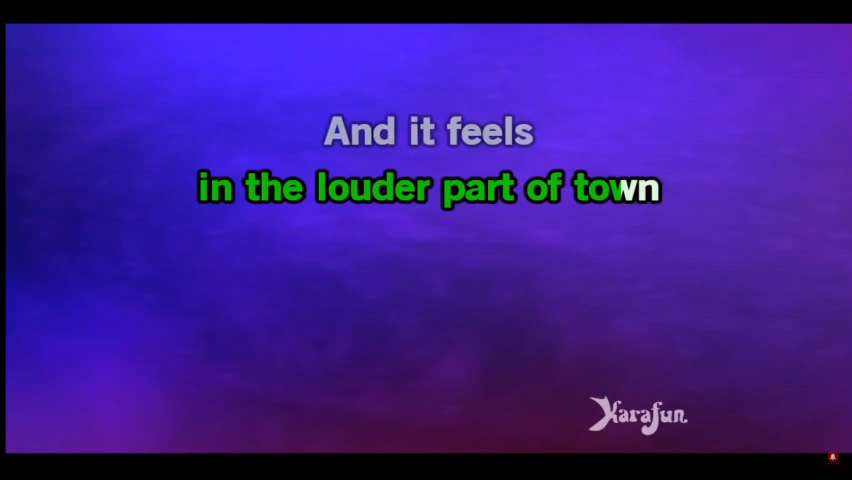 And it feels
in the louder part of town
Karafun